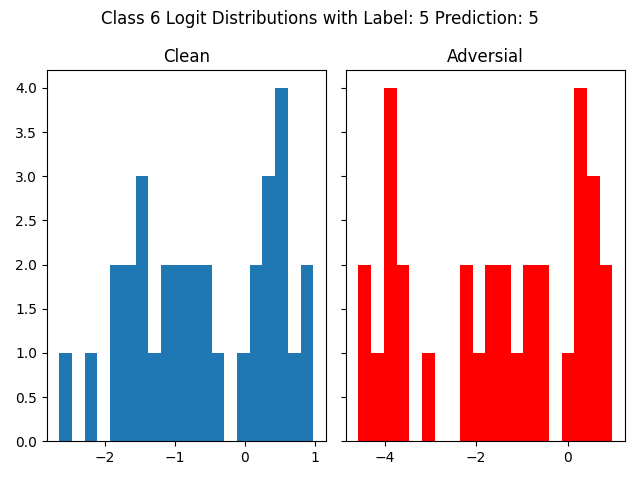 Class 6 Logit Distributions with Label: 5 Prediction: 5
Clean
Adversial
4.0
3.5
3.0
2.5
2.0
1.5
1.0
0.5
0.0
−2 −1 0 1
−4 −2 0